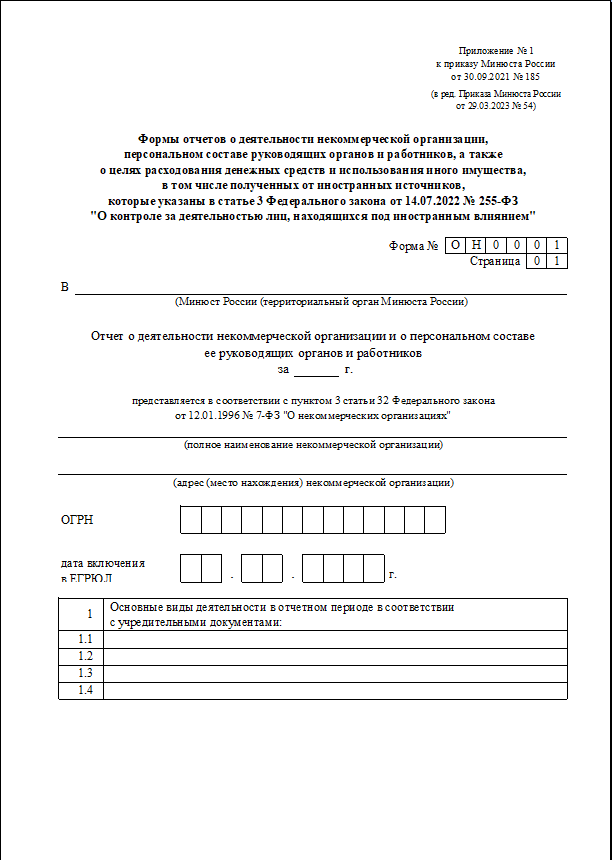 Приложение № 1
к приказу Минюста России
от 30.09.2021 № 185
(в ред. Приказа Минюста России
от 29.03.2023 № 54)
Формы отчетов о деятельности некоммерческой организации,
персональном составе руководящих органов и работников, а также
о целях расходования денежных средств и использования иного имущества,
в том числе полученных от иностранных источников,
которые указаны в статье 3 Федерального закона от 14.07.2022 № 255-ФЗ
"О контроле за деятельностью лиц, находящихся под иностранным влиянием"
Форма № О Н 0 0 0 1
Страница 0 1
В
(Минюст России (территориальный орган Минюста России)
Отчет о деятельности некоммерческой организации и о персональном составе
ее руководящих органов и работников
за ______ г.
представляется в соответствии с пунктом 3 статьи 32 Федерального закона
от 12.01.1996 № 7-ФЗ "О некоммерческих организациях"
(полное наименование некоммерческой организации)
(адрес (место нахождения) некоммерческой организации)
ОГРН
дата включения
в ЕГРЮЛ . . г.
1 Основные виды деятельности в отчетном периоде в соответствии
с учредительными документами:
1.1
1.2
1.3
1.4